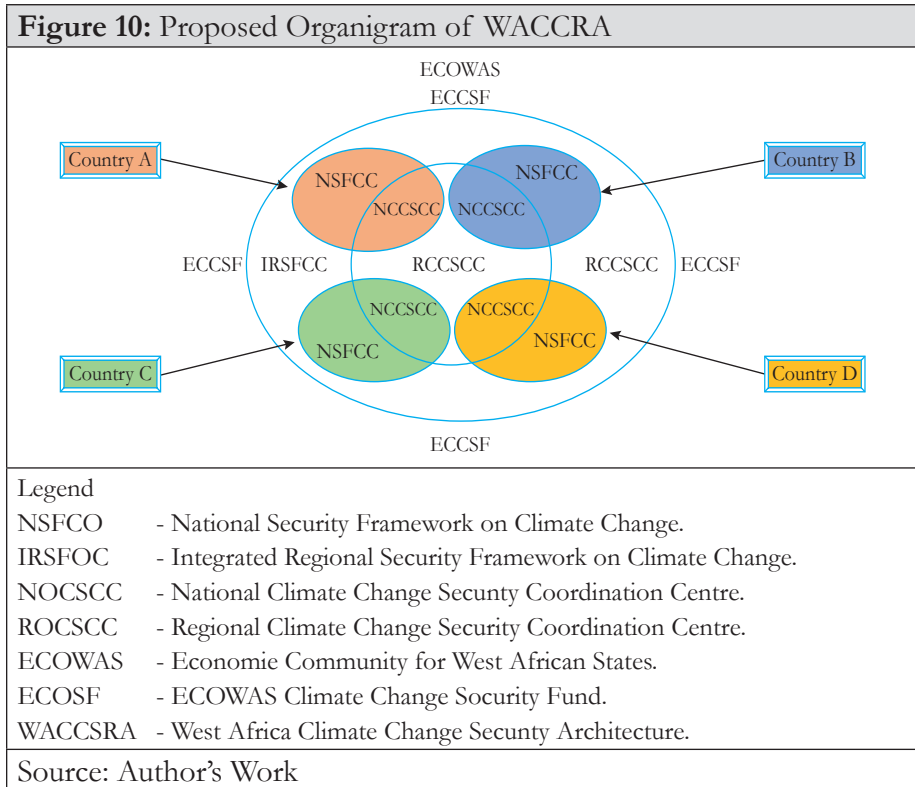 Figure 10: Proposed Organigram of WACCRA
ECOWAS
ECCSF
Country A
Country B
NSFCC
NSFCC
NCCSCC
NCCSCC
ECCSF
IRSFCC
RCCSCC
RCCSCC
ECCSF
NCCSCC
NCCSCC
NSFCC
NSFCC
Country C
Country D
ECCSF
Legend
NSFCO - National Security Framework on Climate Change.
IRSFOC - Integrated Regional Security Framework on Climate Change.
NOCSCC - National Climate Change Secunty Coordination Centre.
ROCSCC - Regional Climate Change Security Coordination Centre.
ECOWAS - Economie Community for West African States.
ECOSF - ECOWAS Climate Change Socurity Fund.
WACCSRA - West Africa Climate Change Secunty Architecture.
Source: Author's Work